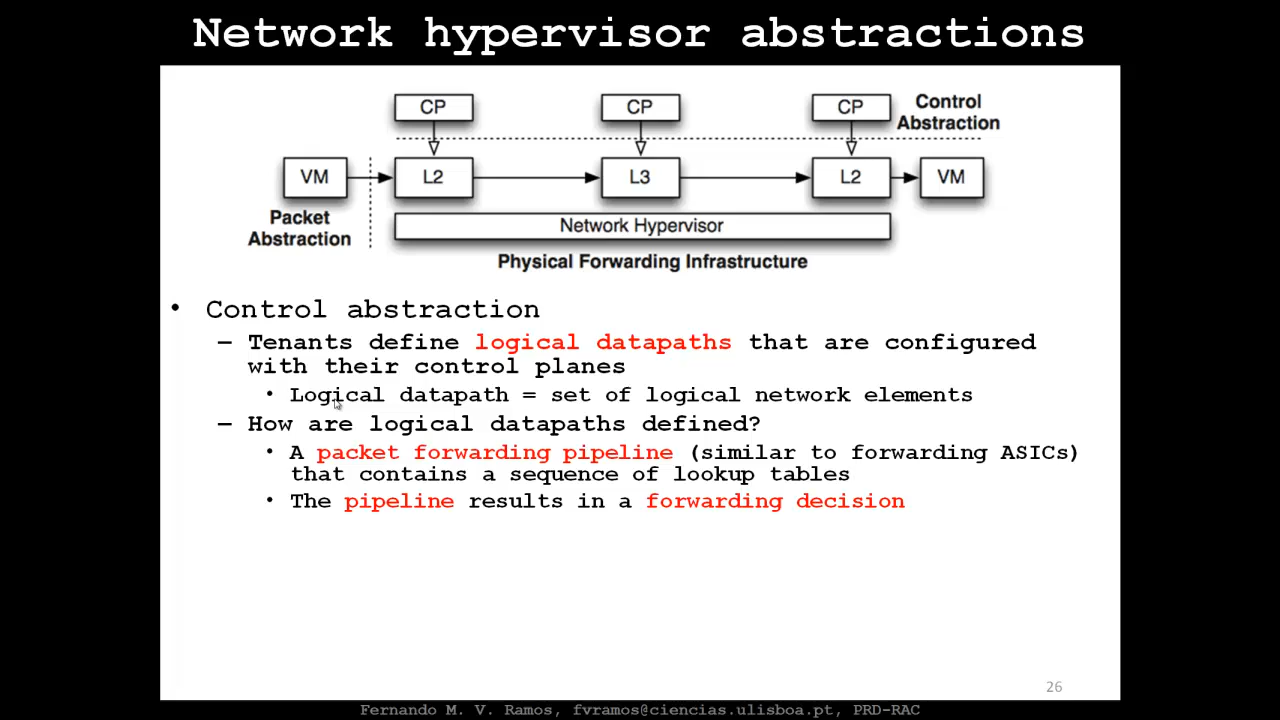 Network hypervisor abstractions
CP CP CP Control
Abstraction
VM L2 L3 L2 VM
Packet
Abstraction
Network Hypervisor
Physical Forwarding Infrastructure
• Control abstraction
– Tenants define logical datapaths that are configured
with their control planes
• Logical datapath = set of logical network elements
– How are logical datapaths defined?
• A packet forwarding pipeline (similar to forwarding ASICs)
that contains a sequence of lookup tables
• The pipeline results in a forwarding decision
26
Fernando M. V. Ramos, fvramos@ciencias.ulisboa.pt, PRD-RAC